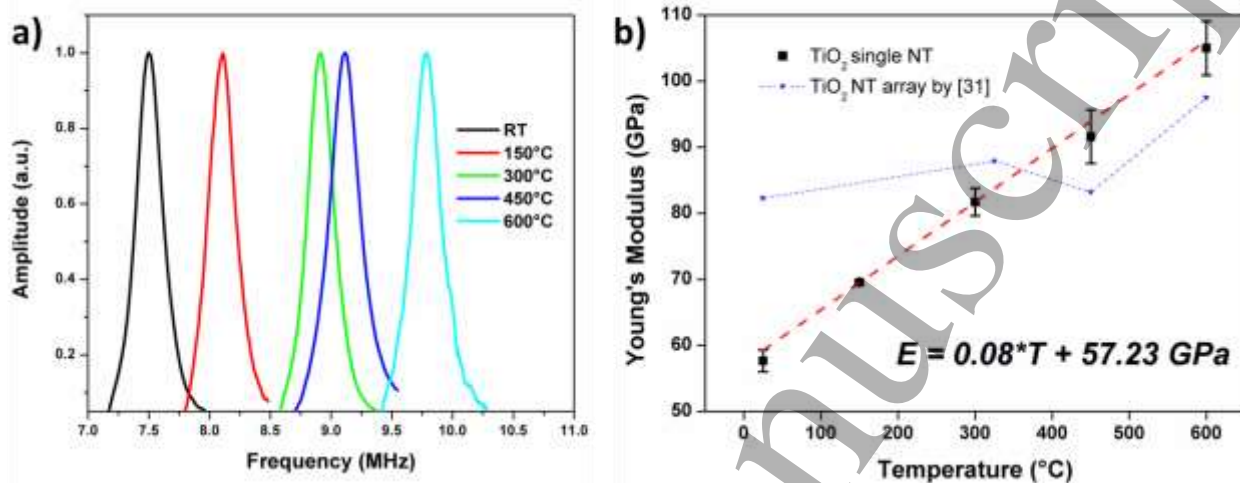 a)
Amplitude (a.u.)
1.0
0.8
0.6
0.4
0.2
RT
150°C
300°C
450°C
600°C
7.0 7.5 8.0 8.5 9.0 9.5 10.0 10.5 11.0
Frequency (MHz)
b)
Young's Modulus (GPa)
110
100
90
80
70
60
50
TiO₂ single NT
TiO₂ NT array by [31]
E = 0.08*T + 57.23 GPa
0 100 200 300 400 500 600
Temperature (°C)
nuscri